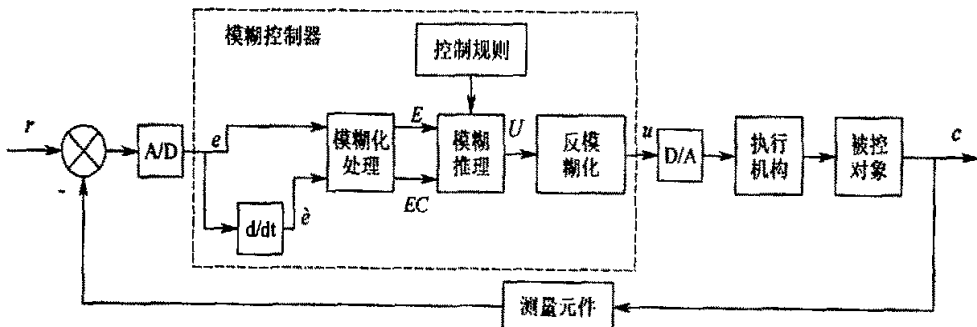 模糊控制器
控制规则
r
A/D
e
模糊化
处理
E
模糊
推理
U
反模
糊化
u
D/A
执行
机构
被控
对象
c
-
d/dt
ė
EC
测量元件